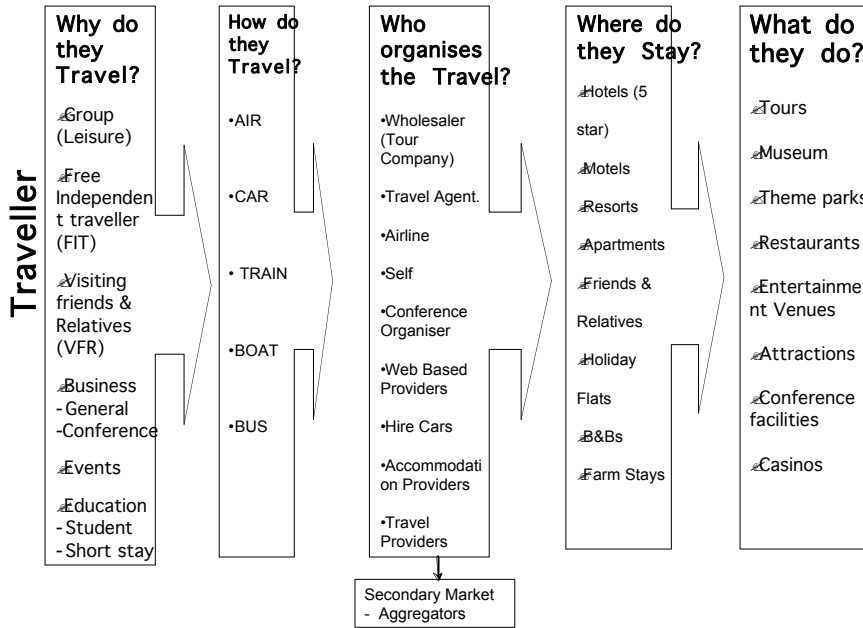 Traveller
Why do
they
Travel?
Group
(Leisure)
Free
Independen
t traveller
(FIT)
Visiting
friends &
Relatives
(VFR)
Business
- General
-Conference
Events
Education
- Student
- Short stay
How do
they
Travel?
•AIR
•CAR
• TRAIN
•BOAT
•BUS
Who
organises
the Travel?
•Wholesaler
(Tour
Company)
•Travel Agent.
•Airline
•Self
•Conference
Organiser
•Web Based
Providers
•Hire Cars
•Accommodati
on Providers
•Travel
Providers
Secondary Market
- Aggregators
Where do
they Stay?
Hotels (5
star)
Motels
Resorts
Apartments
Friends &
Relatives
Holiday
Flats
B&Bs
Farm Stays
What do
they do?
Tours
Museum
Theme parks
Restaurants
Entertainme
nt Venues
Attractions
Conference
facilities
Casinos